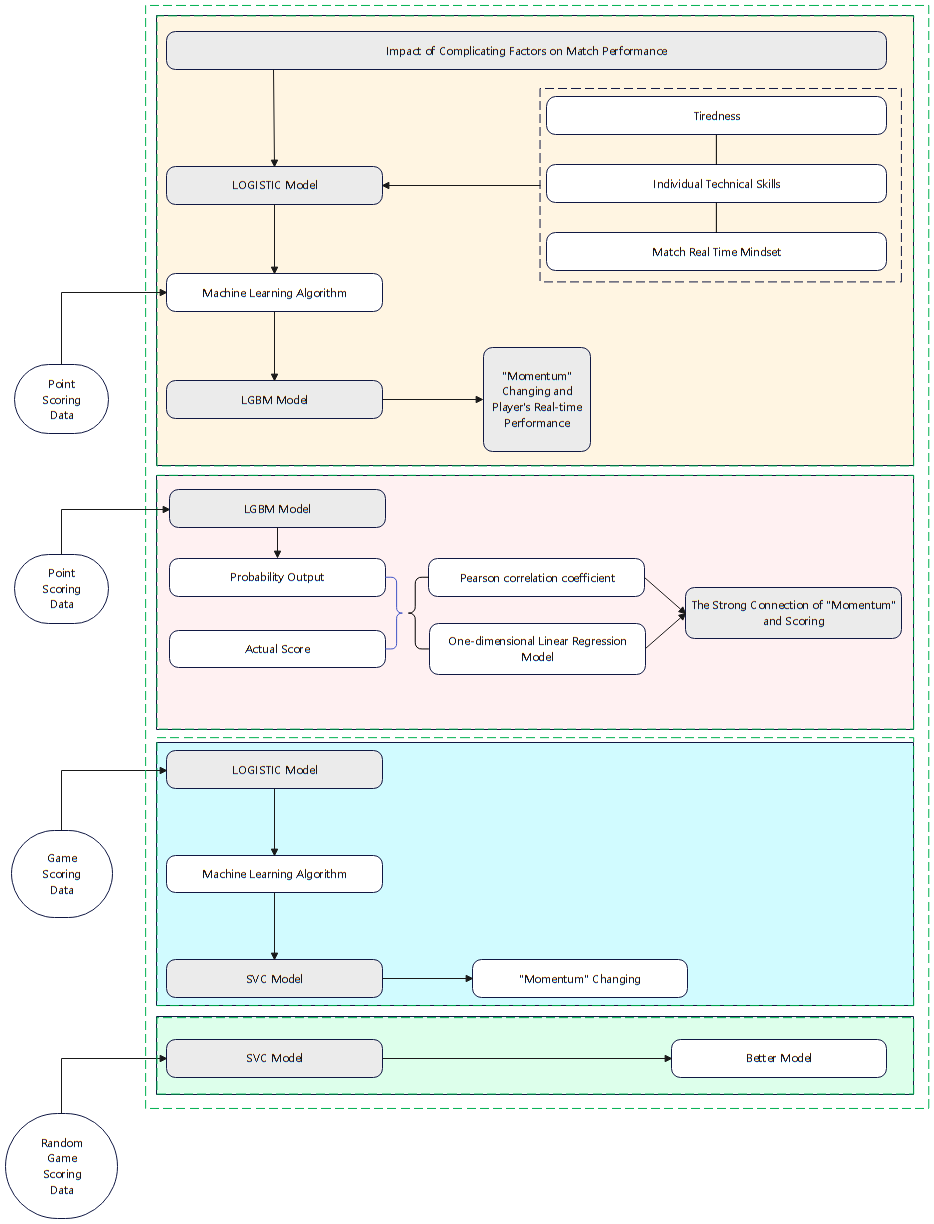 Impact of Complicating Factors on Match Performance
Tiredness
LOGISTIC Model
Individual Technical Skills
Match Real Time Mindset
Machine Learning Algorithm
Point
Scoring
Data
LGBM Model
"Momentum"
Changing and
Player's Real-time
Performance
LGBM Model
Point
Scoring
Data
Probability Output
Pearson correlation coefficient
The Strong Connection of "Momentum"
and Scoring
Actual Score
One-dimensional Linear Regression
Model
LOGISTIC Model
Game
Scoring
Data
Machine Learning Algorithm
SVC Model
"Momentum" Changing
SVC Model
Better Model
Random
Game
Scoring
Data